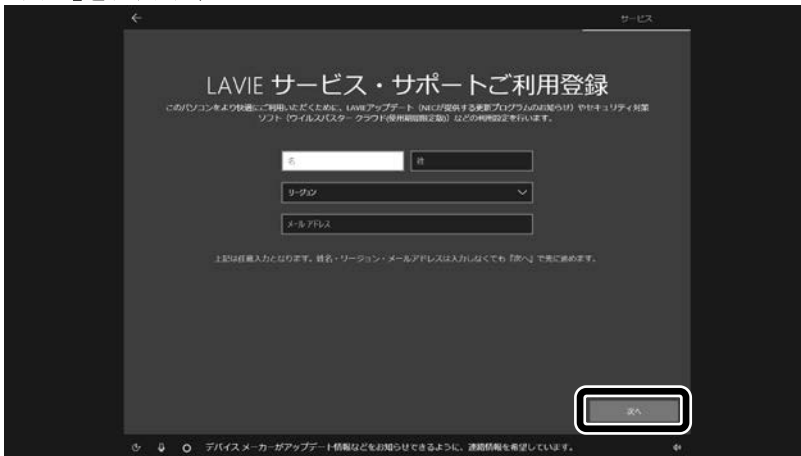 サービス
LAVIE サービス・サポートご利用登録
このパソコンをより快適にご利用いただくために、LAVIEアップデート（NECが提供する更新プログラムのお知らせ）やセキュリティ対策
ソフト（ウイルスバスター クラウド(使用期間限定版)）などの利用設定を行います。
名
姓
リージョン
メール アドレス
上記は任意入力となります。姓名・リージョン・メールアドレスは入力しなくても『次へ』で先に進めます。
次へ
デバイス メーカーがアップデート情報などをお知らせできるように、連絡情報を希望しています。